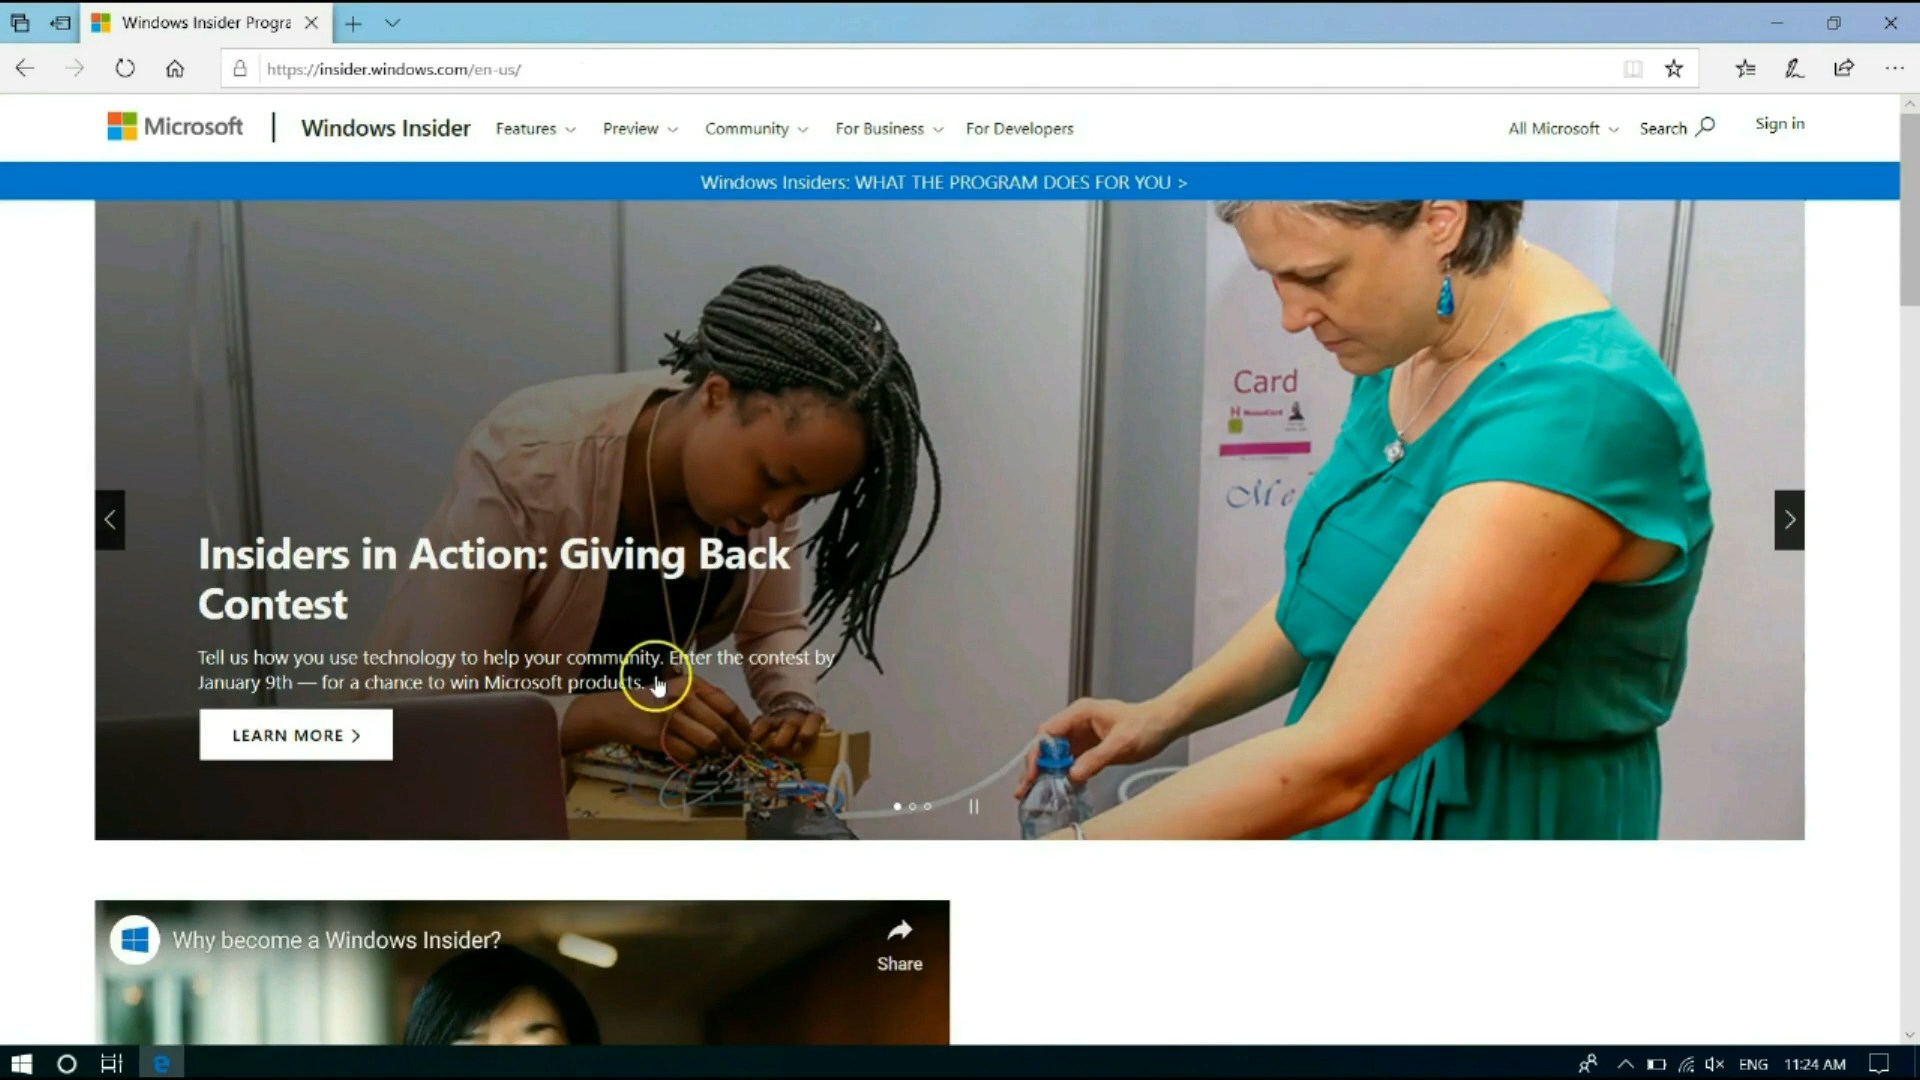 Windows Insider Progra
https://insider.windows.com/en-us/
Microsoft
Windows Insider
Features
Preview
Community
For Business
For Developers
All Microsoft
Search
Sign in
Windows Insiders: WHAT THE PROGRAM DOES FOR YOU >
Card
Me
Insiders in Action: Giving Back
Contest
Tell us how you use technology to help your community. Enter the contest by
January 9th — for a chance to win Microsoft products.
LEARN MORE >
Why become a Windows Insider?
Share
ENG
11:24 AM